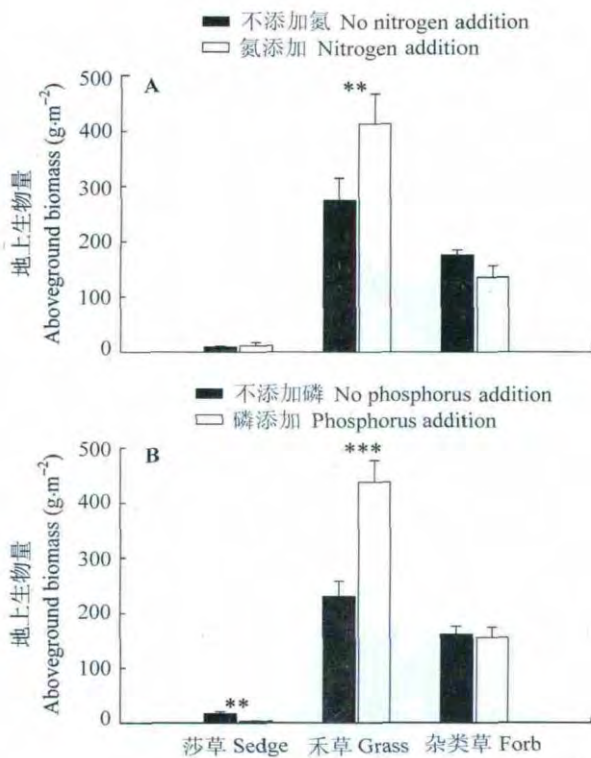 不添加氮 No nitrogen addition
氮添加 Nitrogen addition
A
**
500
400
300
200
100
0
地上生物量
Aboveground biomass (g·m⁻²)
不添加磷 No phosphorus addition
磷添加 Phosphorus addition
B
***
**
500
400
300
200
100
0
地上生物量
Aboveground biomass (g·m⁻²)
莎草 Sedge 禾草 Grass 杂类草 Forb